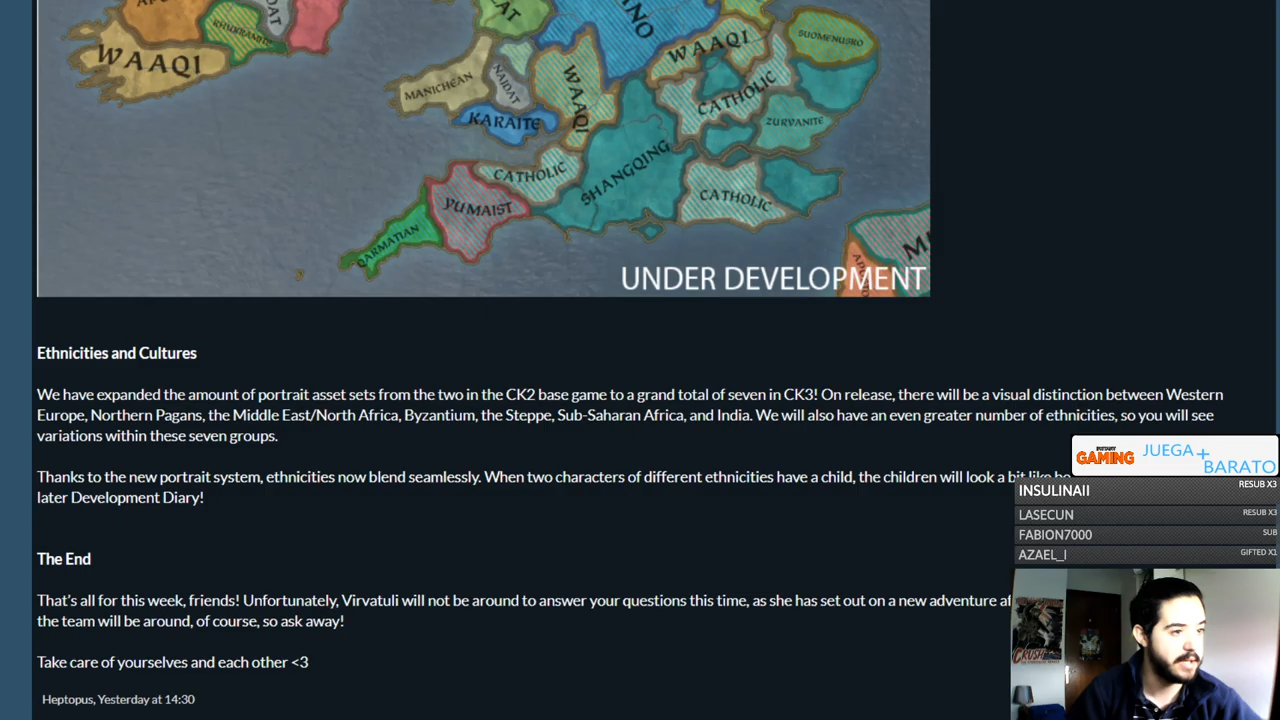 WAAQI
MANICHEAN
NAIDAT
KARAITE
WAAQI
WAAQI
SUOMENUSKO
CATHOLIC
ZURVANITE
CATHOLIC
SHANGQING
CATHOLIC
YUMAIST
QARMATIAN
UNDER DEVELOPMENT
Ethnicities and Cultures
We have expanded the amount of portrait asset sets from the two in the CK2 base game to a grand total of seven in CK3! On release, there will be a visual distinction between Western
Europe, Northern Pagans, the Middle East/North Africa, Byzantium, the Steppe, Sub-Saharan Africa, and India. We will also have an even greater number of ethnicities, so you will see
variations within these seven groups.
Thanks to the new portrait system, ethnicities now blend seamlessly. When two characters of different ethnicities have a child, the children will look a bit like
later Development Diary!
The End
That's all for this week, friends! Unfortunately, Virvatuli will not be around to answer your questions this time, as she has set out on a new adventure
the team will be around, of course, so ask away!
Take care of yourselves and each other <3
Heptopus, Yesterday at 14:30
INSTANT
GAMING
JUEGA+
BARATO
INSULINAII RESUB X3
LASECUN RESUB X3
FABION7000 SUB
AZAEL_I GIFTED X1
CRUSH